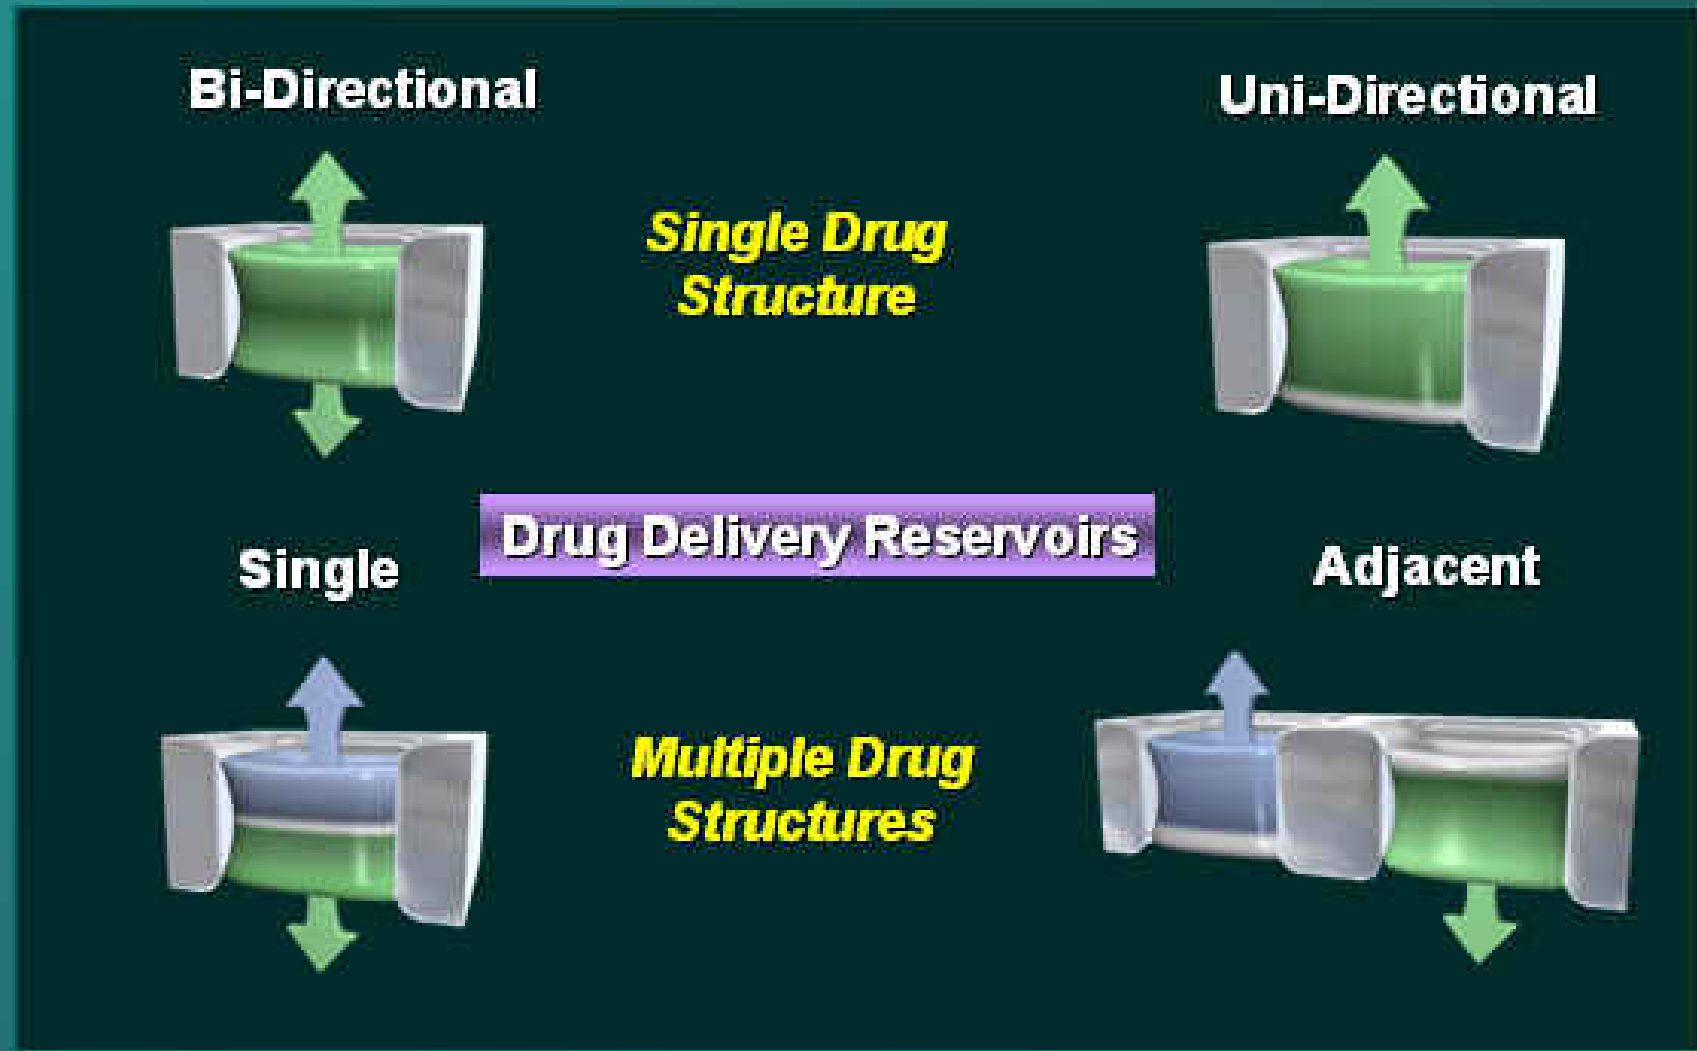 Bi-Directional
Uni-Directional
Single Drug
Structure
Drug Delivery Reservoirs
Single
Adjacent
Multiple Drug
Structures